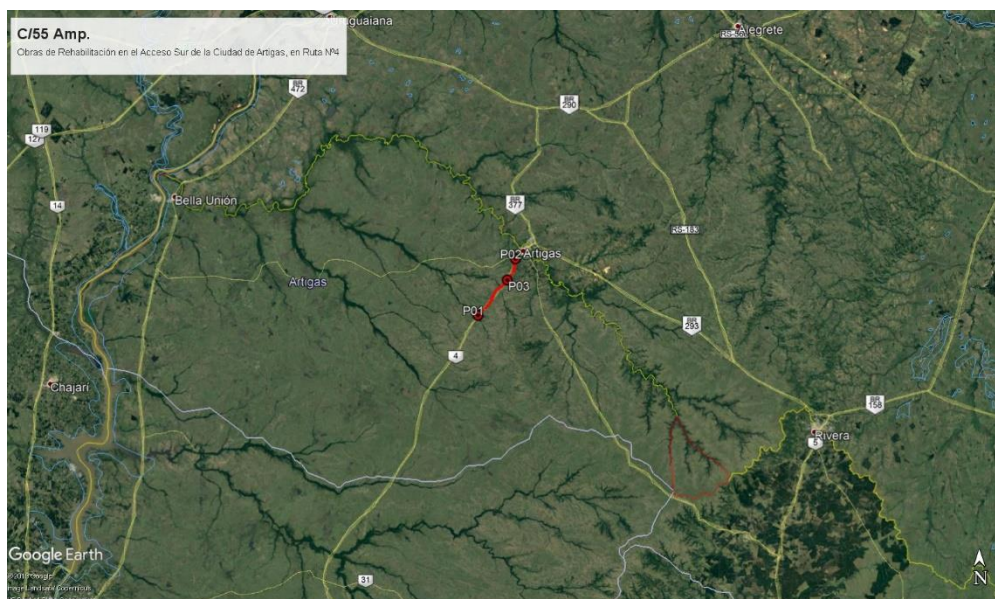 C/55 Amp.
Obras de Rehabilitación en el Acceso Sur de la Ciudad de Artigas, en Ruta Nº4
Alegrete
BR
472
BR
290
119
127
14
Bella Unión
BR
377
RS-183
P02
Artigas
Artigas
P03
P01
BR
293
4
Chajarí
BR
158
Rivera
5
Google Earth
N
31